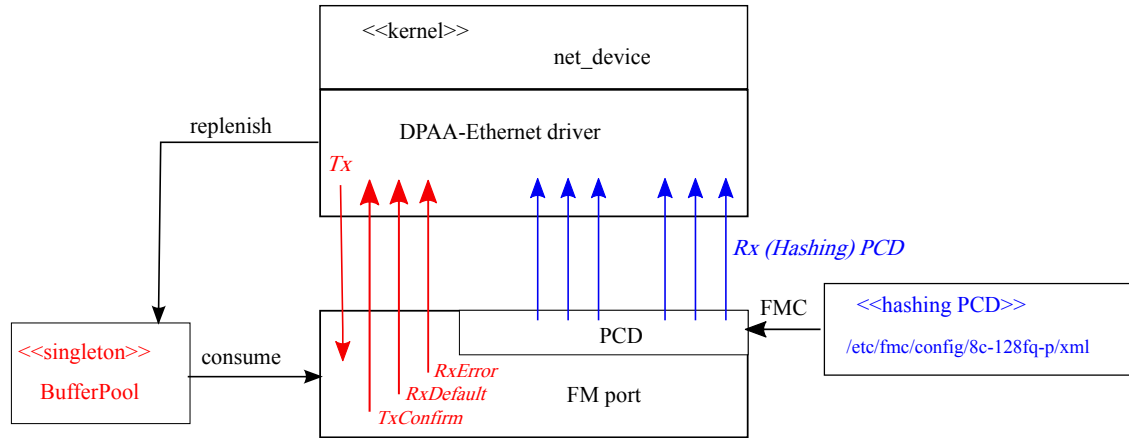 <<kernel>>
net_device
replenish
DPAA-Ethernet driver
Tx
Rx (Hashing) PCD
FMC
<<hashing PCD>>
/etc/fmc/config/8c-128fq-p/xml
PCD
<<singleton>>
BufferPool
consume
RxError
RxDefault
TxConfirm
FM port